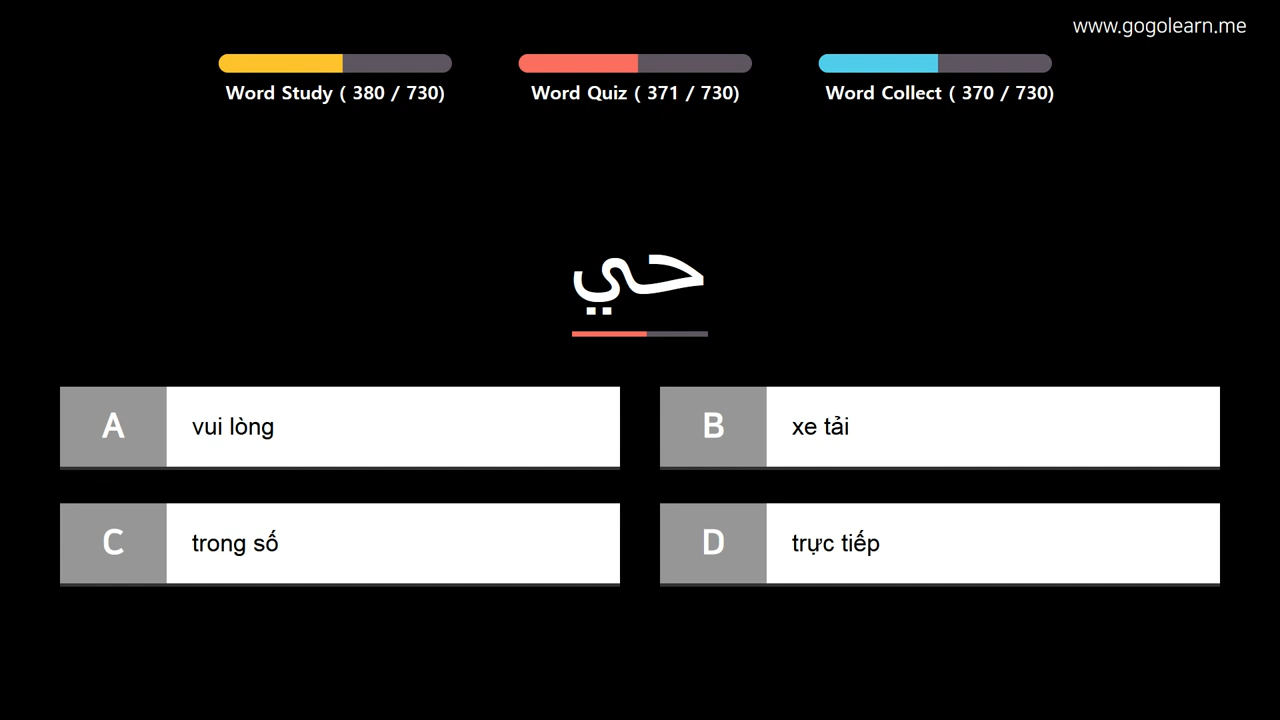 www.gogolearn.me
Word Study ( 380 / 730)
Word Quiz ( 371 / 730)
Word Collect ( 370 / 730)
حي
A vui lòng
B xe tải
C trong số
D trực tiếp